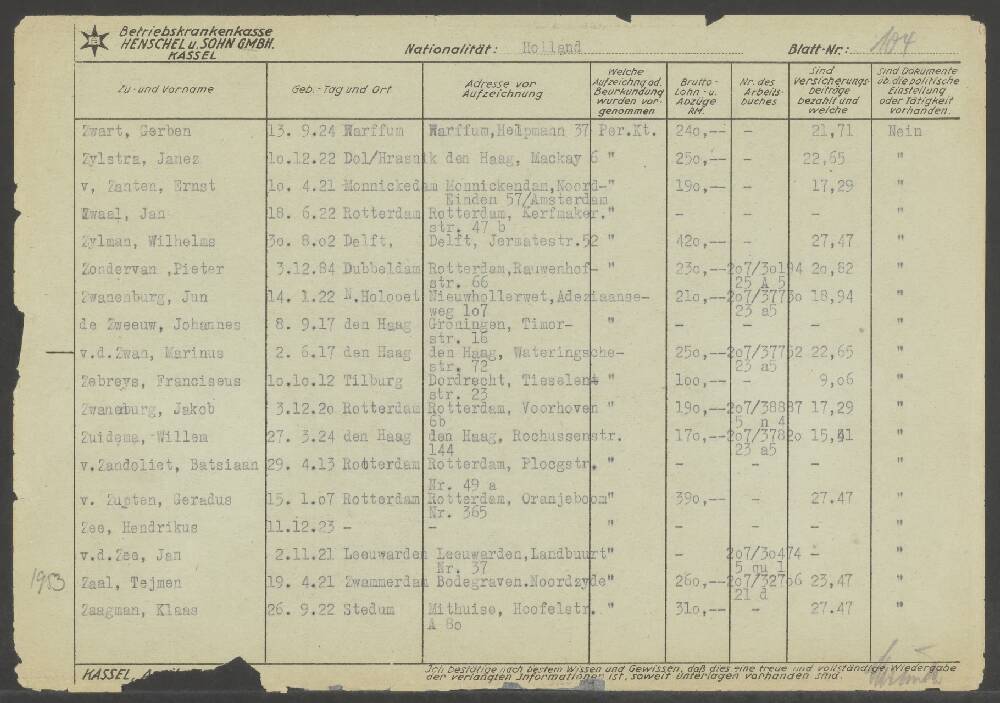 Betriebskrankenkasse
HENSCHEL u. SOHN GMBH.
KASSEL
Nationalität: Holland
Blatt-Nr.: 104
Zu- und Vorname
Geb.-Tag und Ort
Adresse vor Aufzeichnung
Welche Aufzeichng od. Beurkundung wurden vorgenommen
Brutto-Lohn-u. Abzüge RM.
Nr. des Arbeitsbuches
Sind Versicherungsbeiträge bezahlt und welche
Sind Dokumente üb. die politische Einstellung oder Tätigkeit vorhanden.
Zwart, Gerben 13. 9.24 Warffum Warffum,Helpmann 37 Per.Kt. 24o,-- - 21,71 Nein
Zylstra, Janez 1o.12.22 Dol/Hrasnik den Haag, Mackay 6 " 25o,-- - 22,65 "
v, Zanten, Ernst 1o. 4.21 Monnickedam Monnickendam,Noord-" 19o,-- - 17,29 "
Einden 57/Amsterdam
Zwaal, Jan 18. 6.22 Rotterdam Rotterdam, Kerfmaker." - - - "
str. 47 b
Zylman, Wilhelms 3o. 8.o2 Delft, Delft, Jermatestr.52 " 42o,-- - 27,47 "
Zondervan ,Pieter 3.12.84 Dubbeldam Rotterdam,Rauwenhof- " 23o,-- 2o7/3o194 2o,82 "
str. 66 25 A 5
Zwanenburg, Jun 14. 1.22 N.Holopet Nieuwhollerwet,Adeziaanse- 21o,-- 2o7/3773o 18,94 "
weg 1o7 23 a5
de Zweeuw, Johannes 8. 9.17 den Haag Groningen, Timor- " - - - "
str. 16
v.d.Zwan, Marinus 2. 6.17 den Haag den Haag, Wateringsche- 25o,-- 2o7/37752 22,65 "
str. 72 23 a5
Zebreys, Franciseus 1o.1o.12 Tilburg Dordrecht, Tieselent " 1oo,-- - 9,o6 "
str. 23
Zwaneburg, Jakob 3.12.2o Rotterdam Rotterdam, Voorhoven " 19o,-- 2o7/38887 17,29 "
6b 5 n 4
Zuidema, Willem 27. 3.24 den Haag den Haag, Rochussenstr. 17o,-- 2o7/3782o "
144 23 a5
v.Zandoliet, Batsiaan 29. 4.13 Rotterdam Rotterdam, Ploegstr. " - - - "
Nr. 49 a
v. Zupten, Geradus 15. 1.o7 Rotterdam Rotterdam, Oranjeboom" 39o,-- - 27.47 "
Nr. 365
Zee, Hendrikus 11.12.23 - - " "
v.d.Zee, Jan 2.11.21 Leeuwarden Leeuwarden,Landbuurt" - 2o7/3o474 - "
Nr. 37 5 qu 1
1953 Zaal, Tejmen 19. 4.21 Zwammerdam Bodegraven.Noordzyde" 26o,-- 2o7/327o6 23,47 "
21 d
Zaagman, Klaas 26. 9.22 Stedum Mithuise, Hoofelstr. " 31o,-- - 27.47 "
A 8o
KASSEL,
Ich bestätige nach bestem Wissen und Gewissen, daß dies eine treue und vollständige Wiedergabe
der verlangten Informationen ist, soweit Unterlagen vorhanden sind.